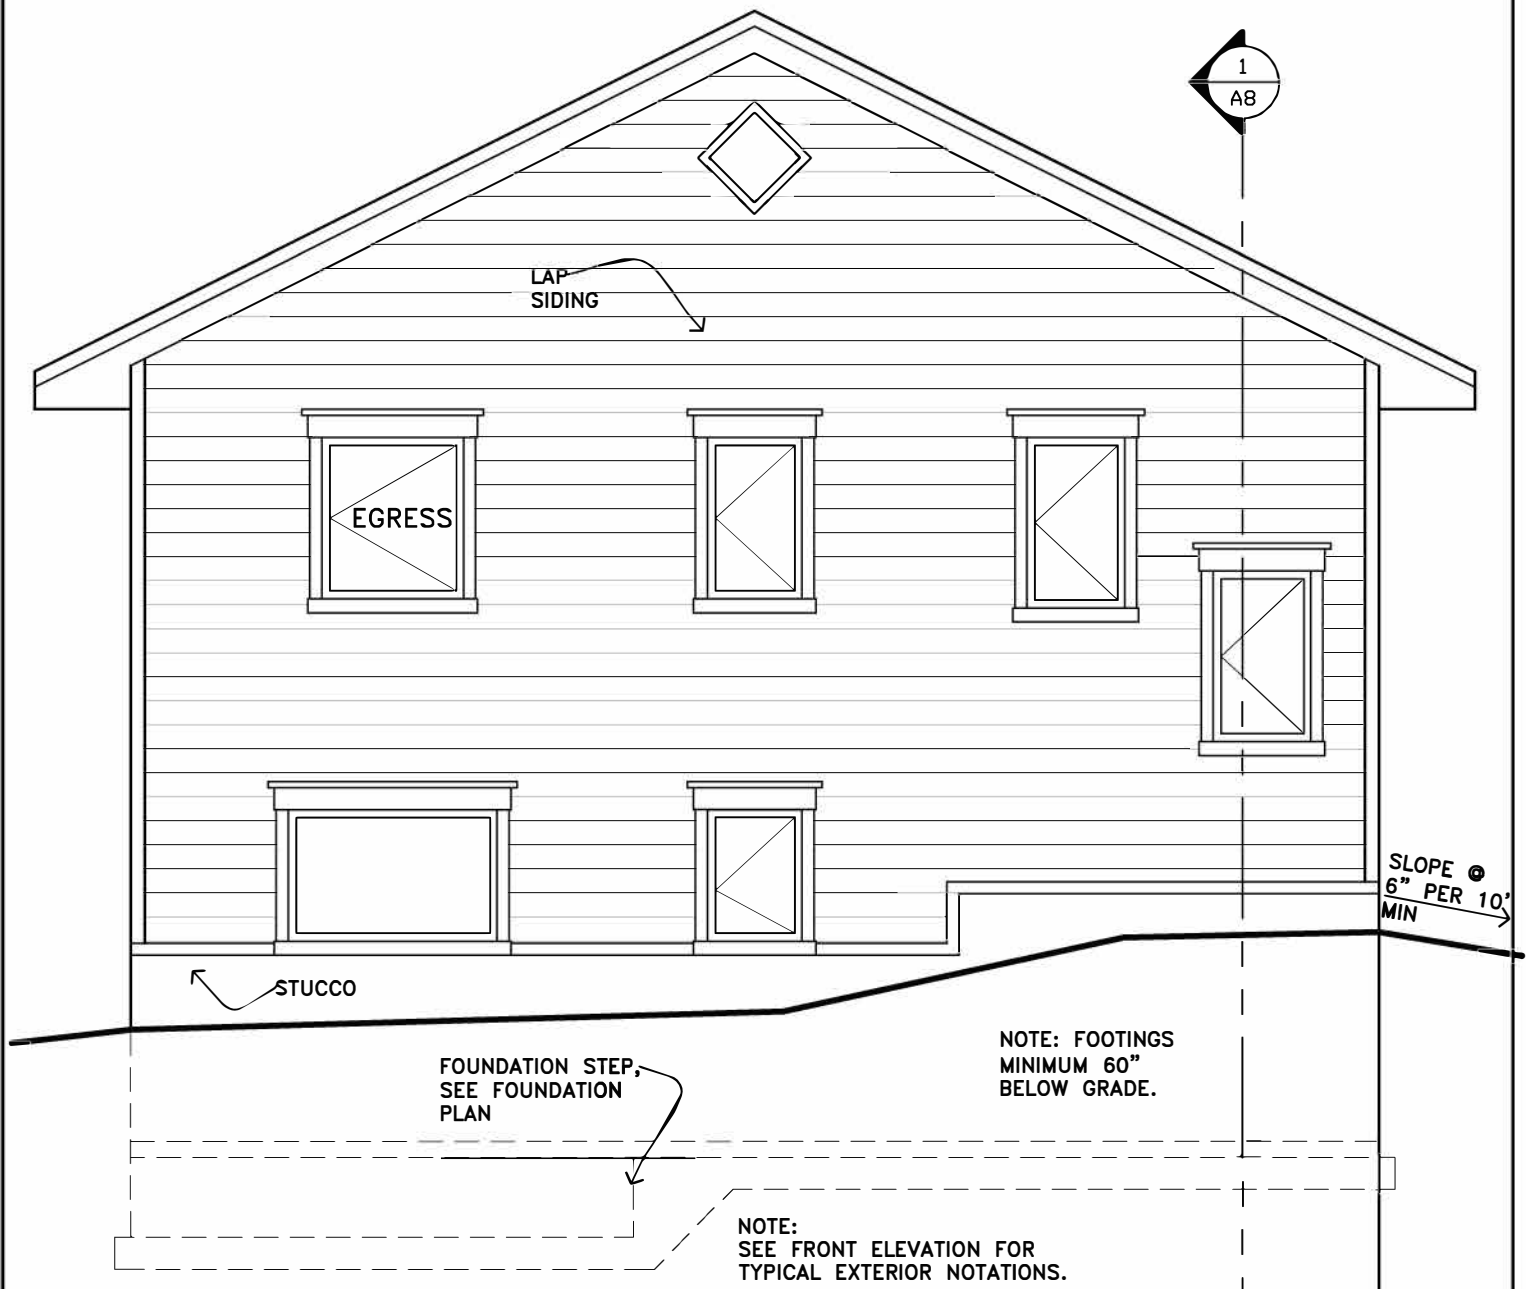 1
A8
LAP
SIDING
EGRESS
SLOPE @
6" PER 10'
MIN
STUCCO
NOTE: FOOTINGS
MINIMUM 60"
BELOW GRADE.
FOUNDATION STEP,
SEE FOUNDATION
PLAN
NOTE:
SEE FRONT ELEVATION FOR
TYPICAL EXTERIOR NOTATIONS.